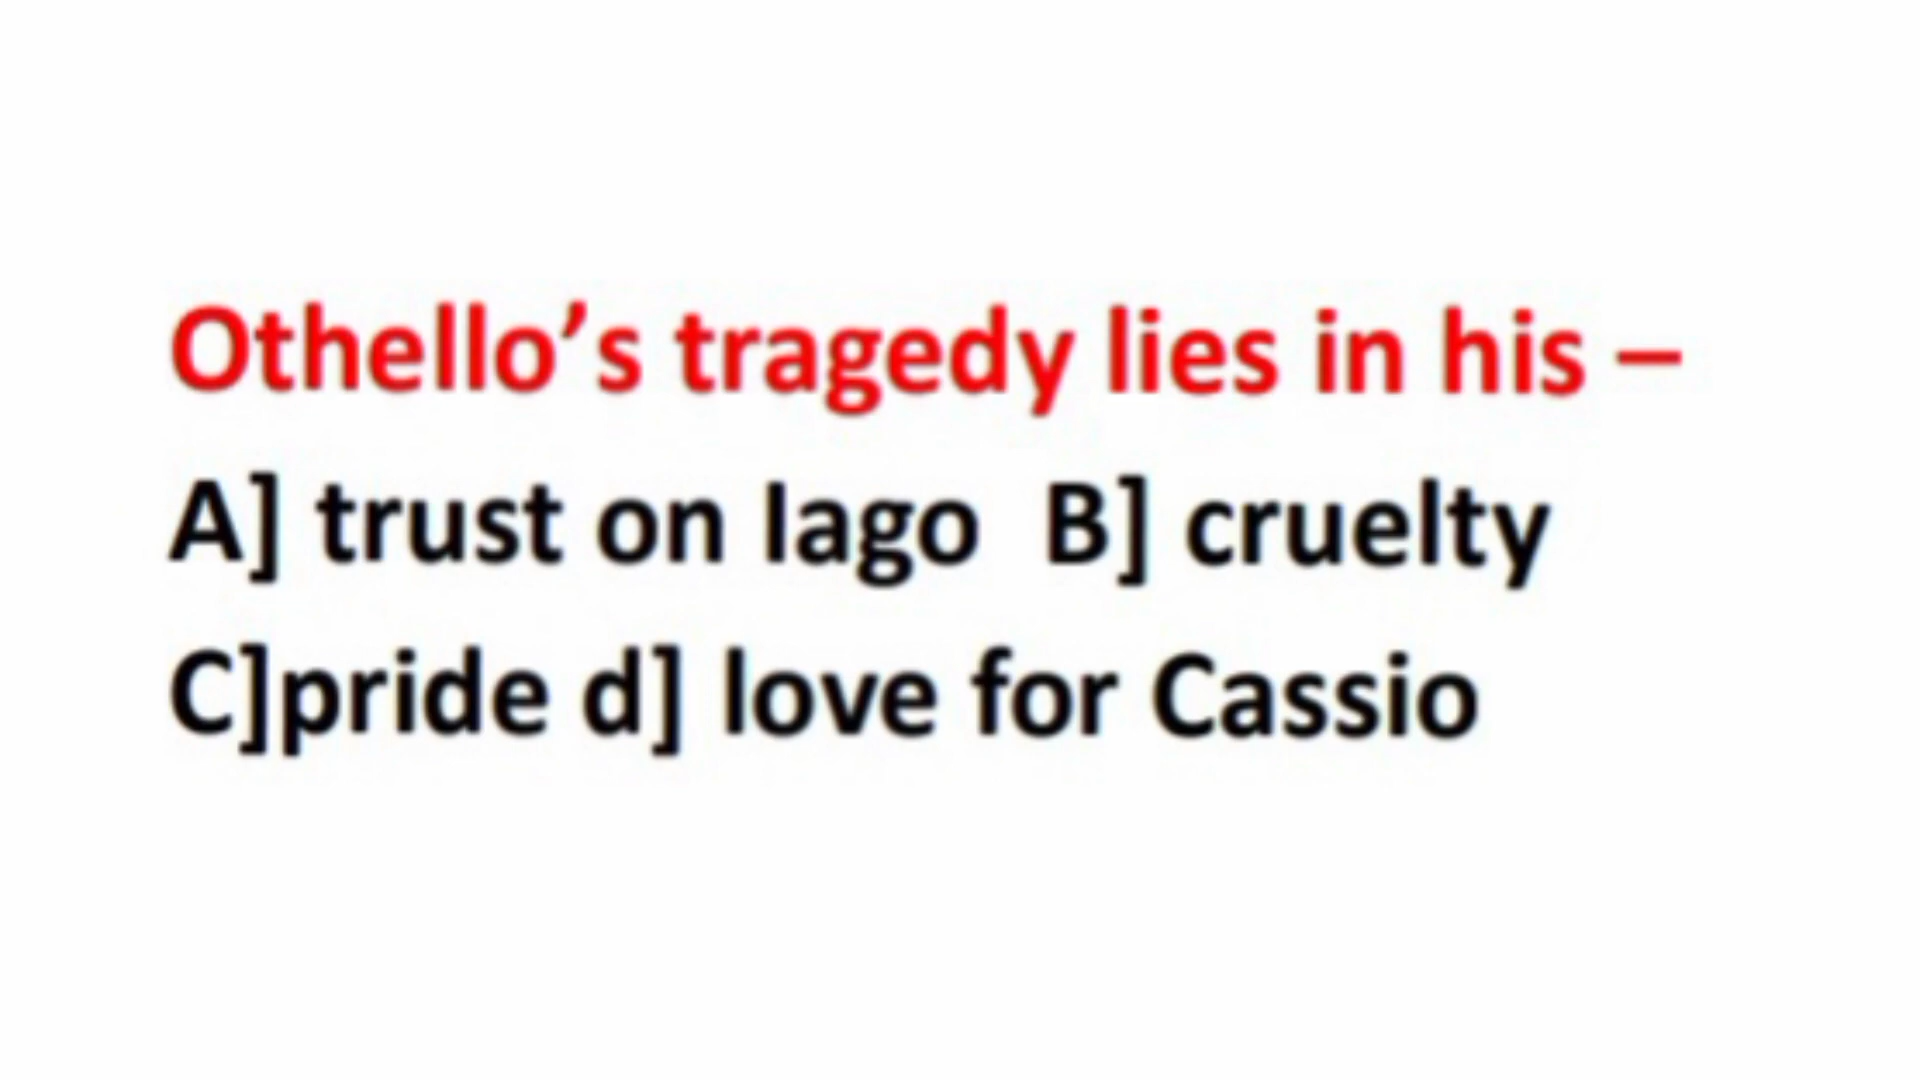 Othello’s tragedy lies in his –
A] trust on Iago  B] cruelty
C]pride d] love for Cassio